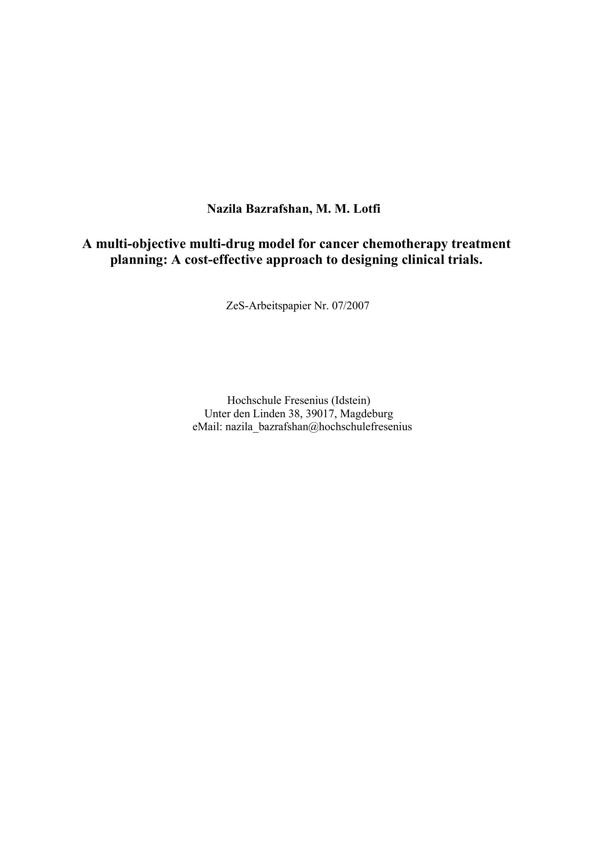 Nazila Bazrafshan, M. M. Lotfi
A multi-objective multi-drug model for cancer chemotherapy treatment
planning: A cost-effective approach to designing clinical trials.
ZeS-Arbeitspapier Nr. 07/2007
Hochschule Fresenius (Idstein)
Unter den Linden 38, 39017, Magdeburg
eMail: nazila_bazrafshan@hochschulefresenius